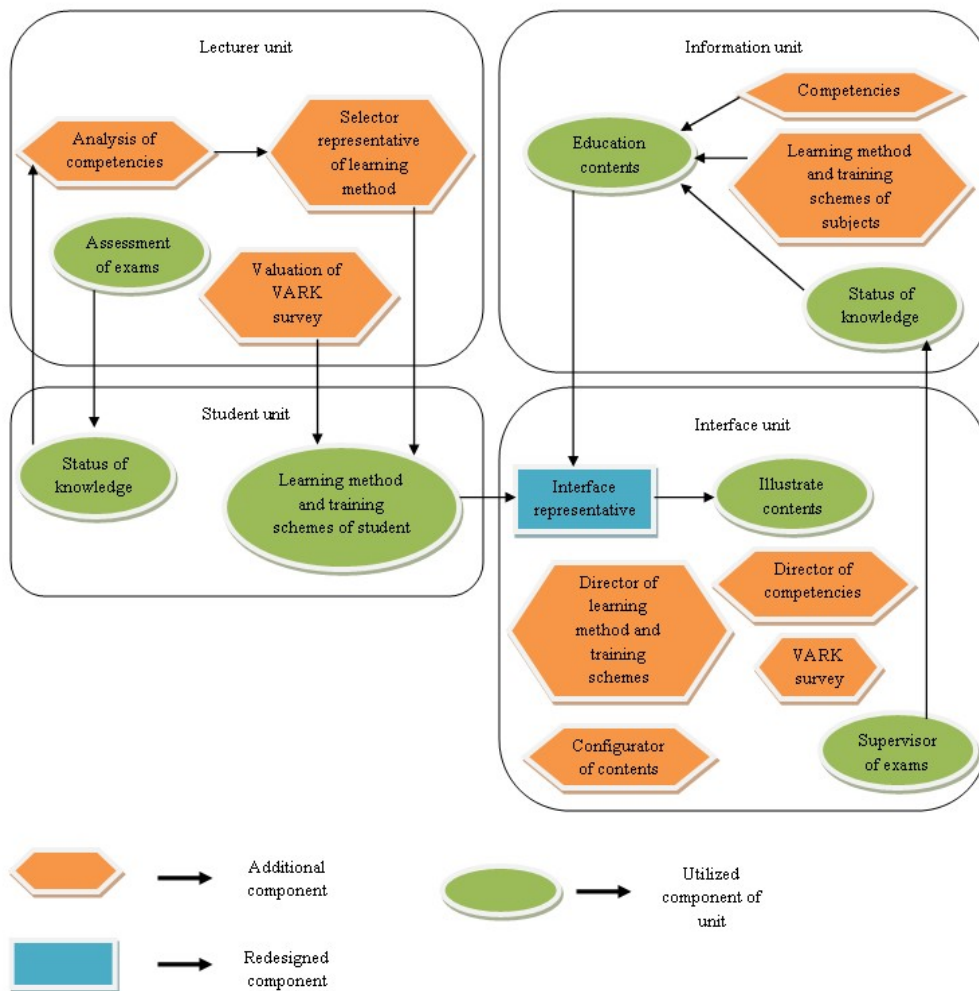 Lecturer unit
Analysis of
competencies
Selector
representative
of learning
method
Assessment
of exams
Valuation of
VARK
survey
Information unit
Competencies
Education
contents
Learning method
and training
schemes of
subjects
Status of
knowledge
Student unit
Status of
knowledge
Learning method
and training
schemes of student
Interface unit
Interface
representative
Illustrate
contents
Director of
learning
method and
training
schemes
Director of
competencies
VARK
survey
Configurator
of contents
Supervisor
of exams
Additional
component
Utilized
component of
unit
Redesigned
component